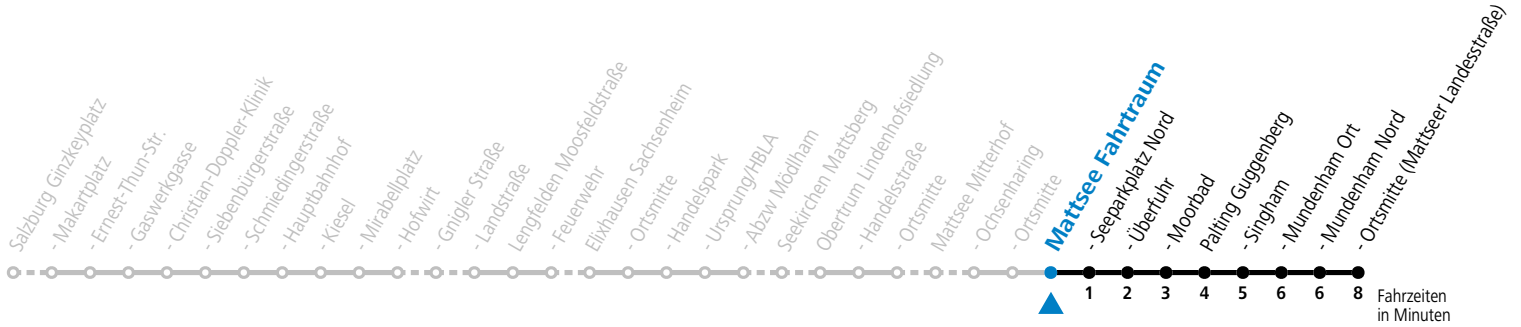 Salzburg Ginzkeyplatz
- Makartplatz
- Ernest-Thun-Str.
- Gaswerkgasse
- Christian-Doppler-Klinik
- Siebenbürgerstraße
- Schmiedingerstraße
- Hauptbahnhof
- Kiesel
- Mirabellplatz
- Hofwirt
- Gnigler Straße
- Landstraße
Lengfelden Moosfeldstraße
- Feuerwehr
Elixhausen Sachsenheim
- Ortsmitte
- Handelspark
- Ursprung/HBLA
- Abzw Mödlham
Seekirchen Mattsberg
Obertrum Lindenhofsiedlung
- Handelsstraße
- Ortsmitte
Mattsee Mitterhof
- Ochsenharing
- Ortsmitte
Mattsee Fahrtraum
- Seeparkplatz Nord
- Überfuhr
- Moorbad
Palting Guggenberg
- Singham
- Mundenham Ort
- Mundenham Nord
- Ortsmitte (Mattseer Landesstraße)
1 2 3 4 5 6 6 8
Fahrzeiten
in Minuten